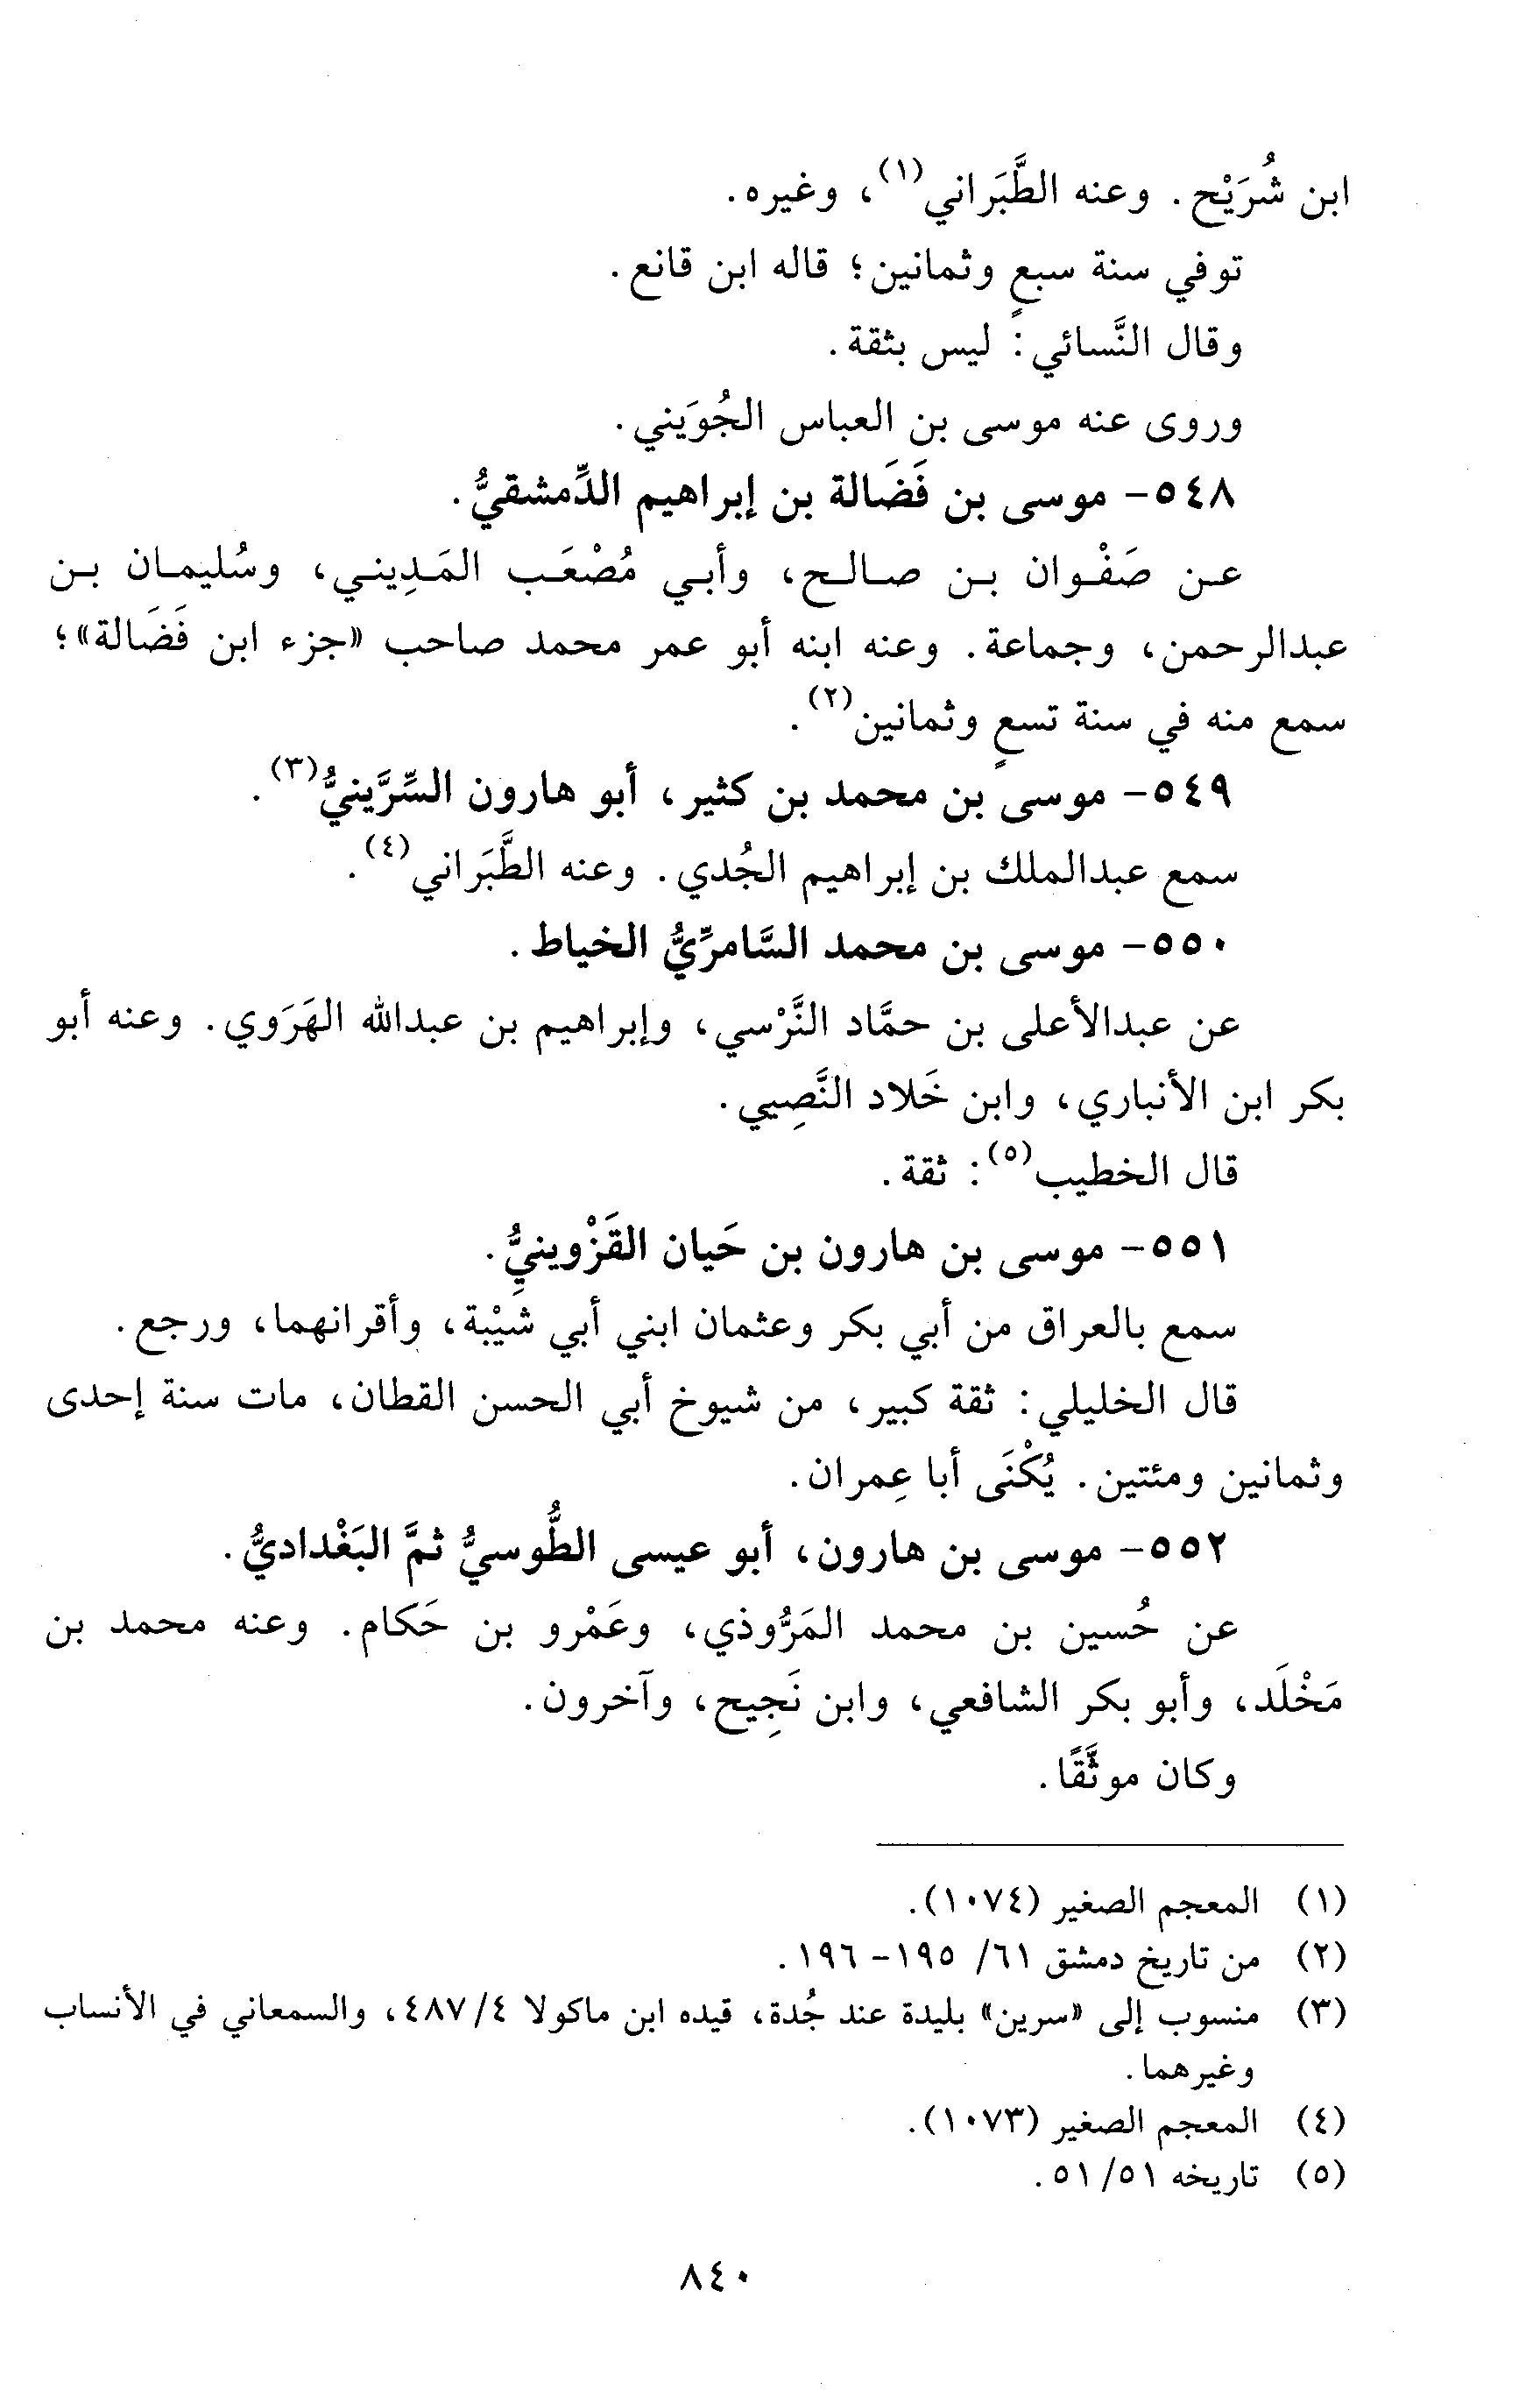 ابن شُرَيْح. وعنه الطَّبَراني(١)، وغيره.
توفي سنة سبعٍ وثمانين؛ قاله ابن قانع.
وقال النَّسائي: ليس بثقة.
وروى عنه موسى بن العباس الجُوَيني.
٥٤٨- موسى بن فَضَالة بن إبراهيم الدِّمشقيُّ.
عن صَفْوان بن صالح، وأبي مُصْعَب المَدِيني، وسُليمان بن
عبدالرحمن، وجماعة. وعنه ابنه أبو عمر محمد صاحب «جزء ابن فَضَالة»؛
سمع منه في سنة تسعٍ وثمانين(٢).
٥٤٩- موسى بن محمد بن كثير، أبو هارون السِّرَّينيُّ(٣).
سمع عبدالملك بن إبراهيم الجُدي. وعنه الطَّبَراني(٤).
٥٥٠- موسى بن محمد السَّامرِّيُّ الخياط.
عن عبدالأعلى بن حمَّاد النَّرْسي، وإبراهيم بن عبدالله الهَرَوي. وعنه أبو
بكر ابن الأنباري، وابن خَلاد النَّصِيبي.
قال الخطيب(٥): ثقة.
٥٥١- موسى بن هارون بن حَيان القَزْوِينيُّ.
سمع بالعراق من أبي بكر وعثمان ابني أبي شَيْبة، وأقرانهما، ورجع.
قال الخليلي: ثقة كبير، من شيوخ أبي الحسن القطان، مات سنة إحدى
وثمانين ومئتين. يُكْنَى أبا عِمران.
٥٥٢- موسى بن هارون، أبو عيسى الطُّوسيُّ ثمَّ البَغْداديُّ.
عن حُسين بن محمد المَرُّوذي، وعَمْرو بن حَكام. وعنه محمد بن
مَخْلَد، وأبو بكر الشافعي، وابن نَجِيح، وآخرون.
وكان موثَّقًا.
(١) المعجم الصغير (١٠٧٤).
(٢) من تاريخ دمشق ٦١/ ١٩٥- ١٩٦.
(٣) منسوب إلى «سرين» بليدة عند جُدة، قيده ابن ماكولا ٤/ ٤٨٧، والسمعاني في الأنساب
وغيرهما.
(٤) المعجم الصغير (١٠٧٣).
(٥) تاريخه ٥١/ ٥١.
٨٤٠